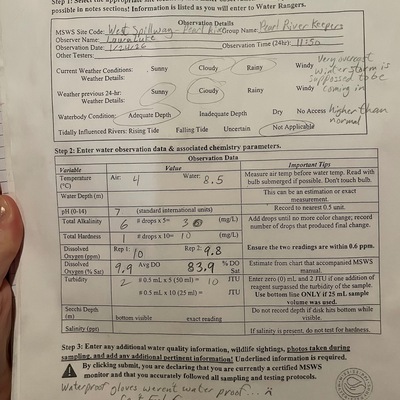 Step 1: Select the appropriate site
possible in notes sections! Information is listed as you will enter to Water Rangers.
Observation Details
MSWS Site Code: West Spillway - Pearl River Group Name: Pearl River Keepers
Observer Name: Laura Luke
Observation Date: 1/24/26 Observation Time (24hr): 11:50
Other Testers:
Current Weather Conditions: Sunny Cloudy Rainy Windy Very overcast
Weather Details: winter storm is
supposed to be
Weather previous 24-hr: Sunny Cloudy Rainy Windy coming in
Weather Details:
Waterbody Condition: Adequate Depth Inadequate Depth Dry No Access higher than
normal
Tidally Influenced Rivers: Rising Tide Falling Tide Uncertain Not Applicable
Step 2: Enter water observation data & associated chemistry parameters.
Observation Data
Variable Value Important Tips
Temperature (°C) Air: 4 Water: 8.5 Measure air temp before water temp. Read with bulb submerged if possible. Don't touch bulb.
Water Depth (m) This can be an estimation or exact measurement.
pH (0-14) 7 (standard international units) Record to nearest 0.5 unit.
Total Alkalinity 6 # drops x 5= 30 (mg/L) Add drops until no more color change; record number of drops that produced final change.
Total Hardness 1 # drops x 10= 10 (mg/L)
Dissolved Oxygen (ppm) Rep 1: 10 Rep 2: 9.8 Ensure the two readings are within 0.6 ppm.
Dissolved Oxygen (% Sat) 9.9 Avg DO 83.9 % DO Sat Estimate from chart that accompanied MSWS manual.
Turbidity 2 # 0.5 mL x 5 (50 ml) = 10 JTU Enter zero (0) mL and 2 JTU if one addition of reagent surpassed the turbidity of the sample.
# 0.5 mL x 10 (25 ml) = JTU Use bottom line ONLY if 25 mL sample volume was used.
Secchi Depth (m) bottom visible exact reading Do not record depth if disk hits bottom while visible.
Salinity (ppt) If salinity is present, do not test for hardness.
Step 3: Enter any additional water quality information, wildlife sightings, photos taken during
sampling, and add any additional pertinent information! Underlined information is required.
By clicking submit, you are declaring that you are currently a certified MSWS
monitor and that you accurately followed all sampling and testing protocols.
Waterproof gloves weren't water proof...